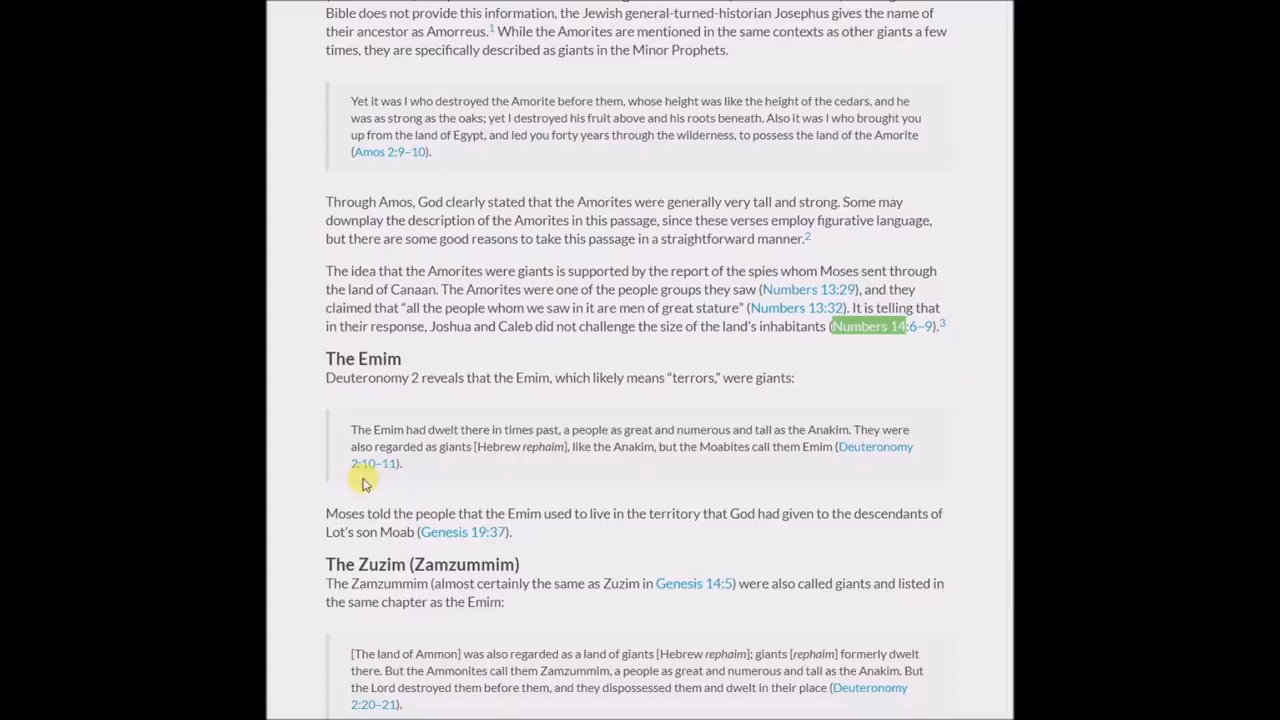 Bible does not provide this information, the Jewish general-turned-historian Josephus gives the name of
their ancestor as Amorreus.1 While the Amorites are mentioned in the same contexts as other giants a few
times, they are specifically described as giants in the Minor Prophets.
Yet it was I who destroyed the Amorite before them, whose height was like the height of the cedars, and he
was as strong as the oaks; yet I destroyed his fruit above and his roots beneath. Also it was I who brought you
up from the land of Egypt, and led you forty years through the wilderness, to possess the land of the Amorite
(Amos 2:9–10).
Through Amos, God clearly stated that the Amorites were generally very tall and strong. Some may
downplay the description of the Amorites in this passage, since these verses employ figurative language,
but there are some good reasons to take this passage in a straightforward manner.2
The idea that the Amorites were giants is supported by the report of the spies whom Moses sent through
the land of Canaan. The Amorites were one of the people groups they saw (Numbers 13:29), and they
claimed that “all the people whom we saw in it are men of great stature” (Numbers 13:32). It is telling that
in their response, Joshua and Caleb did not challenge the size of the land’s inhabitants (Numbers 14:6–9).3
The Emim
Deuteronomy 2 reveals that the Emim, which likely means “terrors,” were giants:
The Emim had dwelt there in times past, a people as great and numerous and tall as the Anakim. They were
also regarded as giants [Hebrew rephaim], like the Anakim, but the Moabites call them Emim (Deuteronomy
2:10–11).
Moses told the people that the Emim used to live in the territory that God had given to the descendants of
Lot’s son Moab (Genesis 19:37).
The Zuzim (Zamzummim)
The Zamzummim (almost certainly the same as Zuzim in Genesis 14:5) were also called giants and listed in
the same chapter as the Emim:
[The land of Ammon] was also regarded as a land of giants [Hebrew rephaim]; giants [rephaim] formerly dwelt
there. But the Ammonites call them Zamzummim, a people as great and numerous and tall as the Anakim. But
the Lord destroyed them before them, and they dispossessed them and dwelt in their place (Deuteronomy
2:20–21).